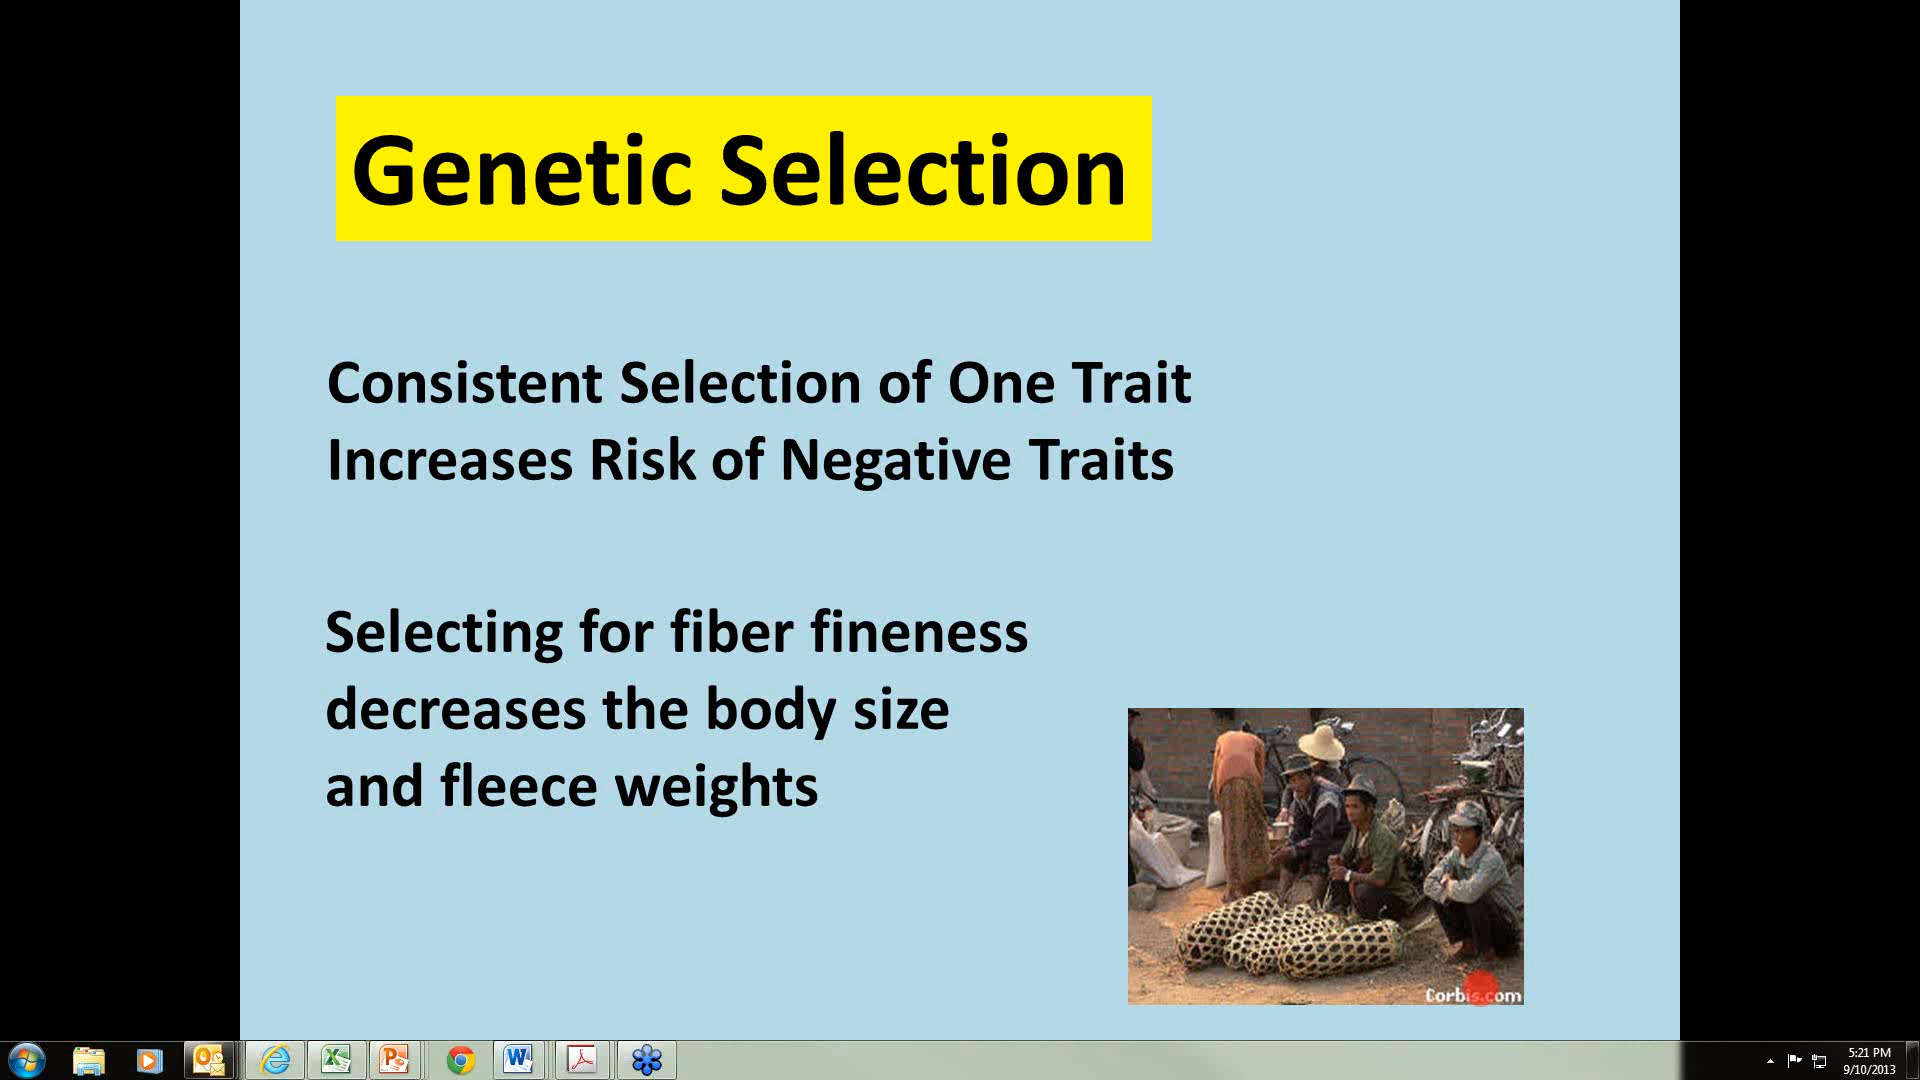 Genetic Selection
Consistent Selection of One Trait
Increases Risk of Negative Traits
Selecting for fiber fineness
decreases the body size
and fleece weights
Corbis.com
5:21 PM
9/10/2013